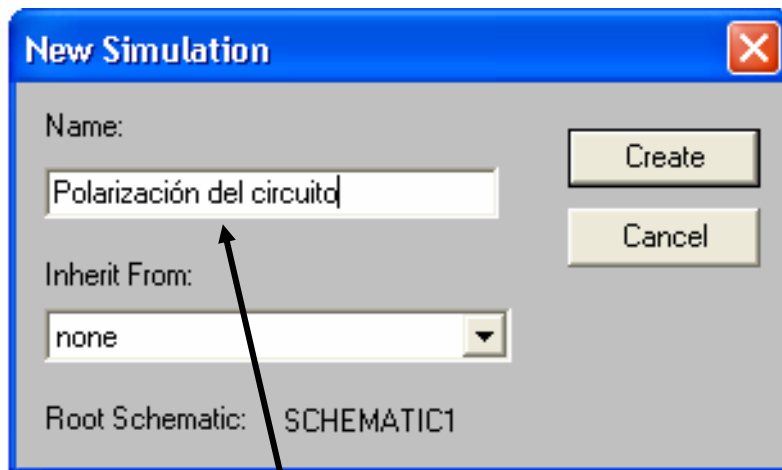 New Simulation
Name:
Create
Polarización del circuito
Cancel
Inherit From:
none
Root Schematic: SCHEMATIC1